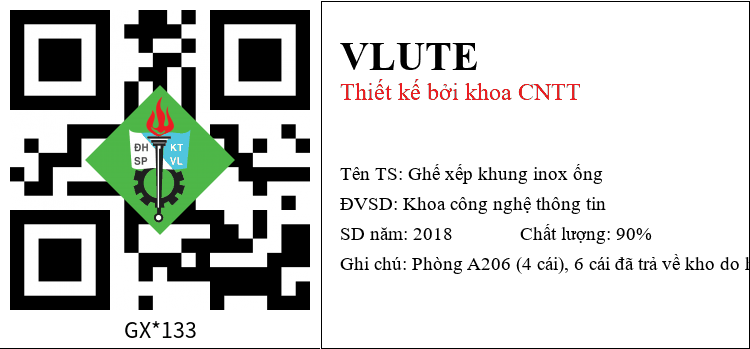 ĐH KT
SP VL
GX*133
VLUTE
Thiết kế bởi khoa CNTT
Tên TS: Ghế xếp khung inox ống
ĐVSD: Khoa công nghệ thông tin
SD năm: 2018 Chất lượng: 90%
Ghi chú: Phòng A206 (4 cái), 6 cái đã trả về kho do